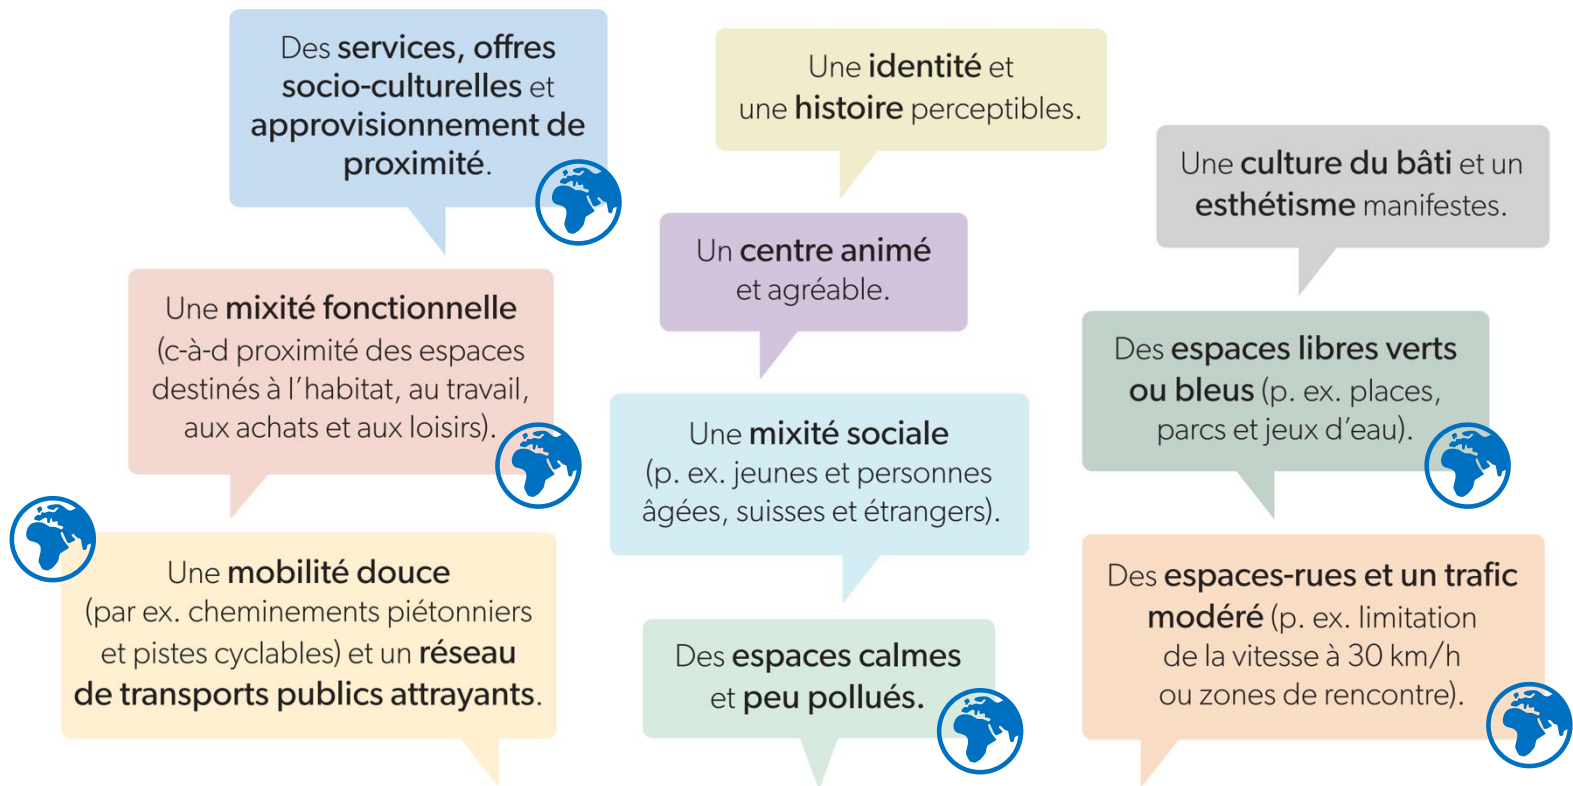 Des services, offres
socio-culturelles et
approvisionnement de
proximité.
Une identité et
une histoire perceptibles.
Une culture du bâti et un
esthétisme manifestes.
Un centre animé
et agréable.
Une mixité fonctionnelle
(c-à-d proximité des espaces
destinés à l’habitat, au travail,
aux achats et aux loisirs).
Des espaces libres verts
ou bleus (p. ex. places,
parcs et jeux d’eau).
Une mixité sociale
(p. ex. jeunes et personnes
âgées, suisses et étrangers).
Une mobilité douce
(par ex. cheminements piétonniers
et pistes cyclables) et un réseau
de transports publics attrayants.
Des espaces calmes
et peu pollués.
Des espaces-rues et un trafic
modéré (p. ex. limitation
de la vitesse à 30 km/h
ou zones de rencontre).